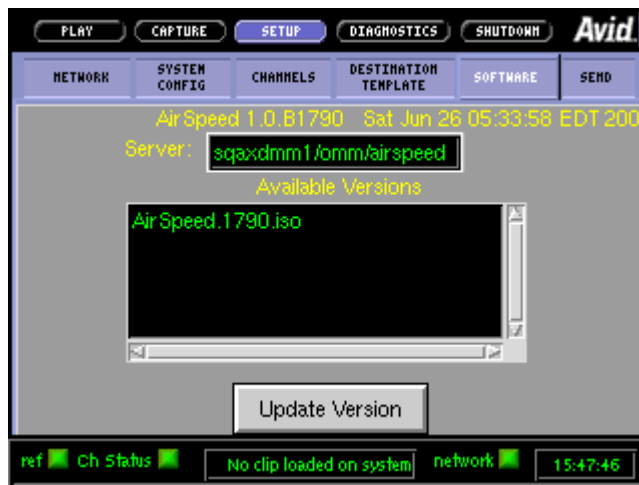 PLAY CAPTURE SETUP DIAGNOSTICS SHUTDOWN Avid
NETWORK SYSTEM CONFIG CHANNELS DESTINATION TEMPLATE SOFTWARE SEND
AirSpeed 1.0.B1790 Sat Jun 26 05:33:58 EDT 200
Server: sqaxdmm1/omm/airspeed
Available Versions
AirSpeed.1790.iso
Update Version
ref Ch Status No clip loaded on system network 15:47:46